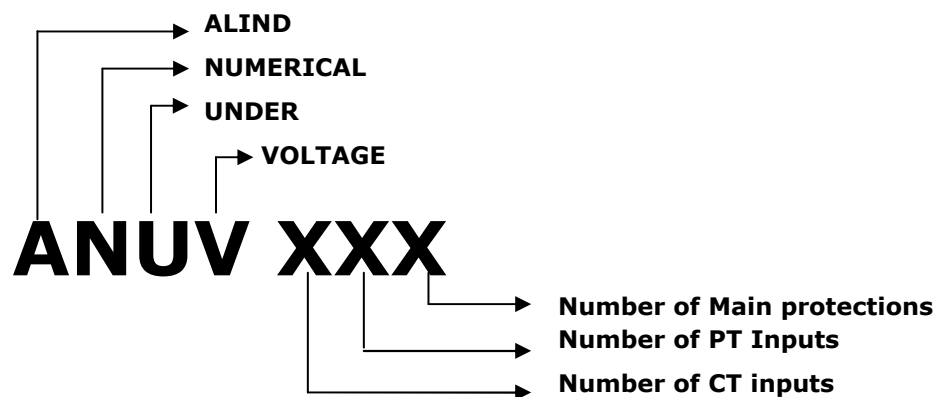 ALIND
NUMERICAL
UNDER
VOLTAGE
ANUV XXX
Number of Main protections
Number of PT Inputs
Number of CT inputs